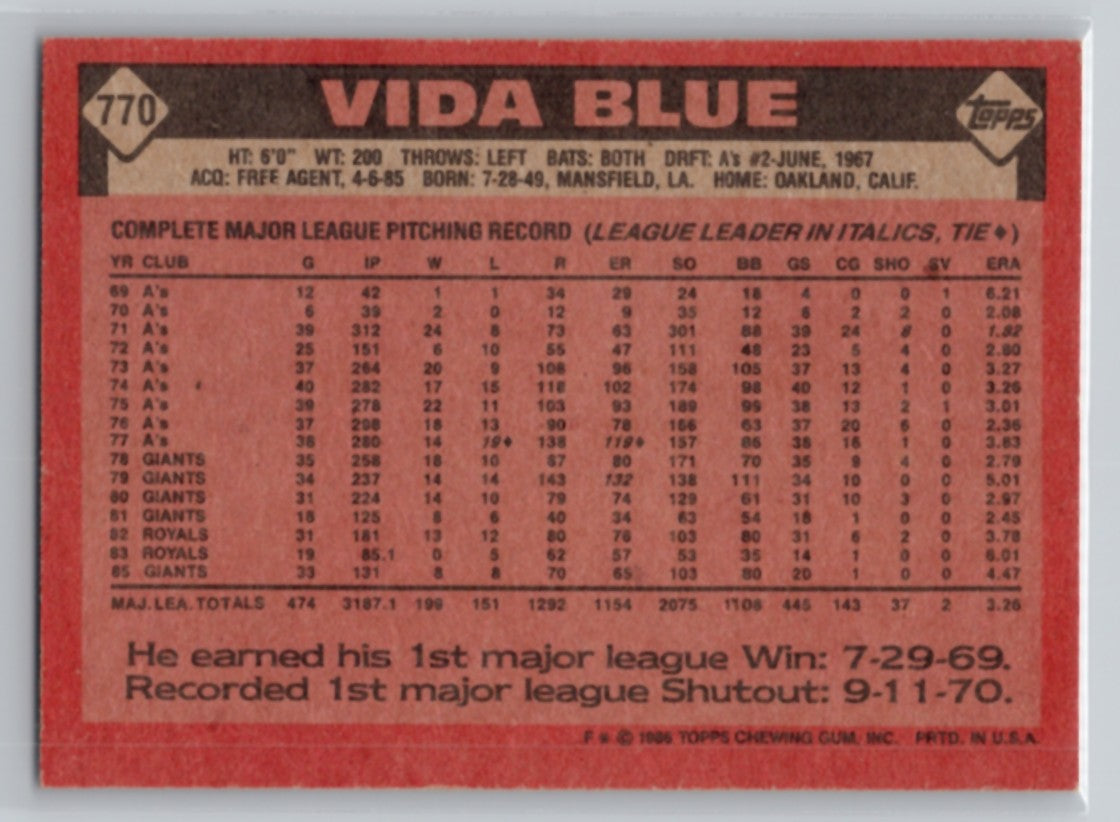 770
VIDA BLUE
topps
HT: 6'0" WT: 200 THROWS: LEFT BATS: BOTH DRFT: A's #2-JUNE, 1967
ACQ: FREE AGENT, 4-6-85 BORN: 7-28-49, MANSFIELD, LA. HOME: OAKLAND, CALIF.
COMPLETE MAJOR LEAGUE PITCHING RECORD (LEAGUE LEADER IN ITALICS, TIE♦)
YR CLUB G IP W L R ER SO BB GS CG SHO SV ERA
69 A's 12 42 1 1 34 29 24 18 4 0 0 1 6.21
70 A's 6 39 2 0 12 9 35 12 6 2 2 0 2.08
71 A's 39 312 24 8 73 63 301 88 39 24 8 0 1.82
72 A's 25 151 6 10 55 47 111 48 23 5 4 0 2.80
73 A's 37 264 20 9 108 96 158 105 37 13 4 0 3.27
74 A's 40 282 17 15 118 102 174 98 40 12 1 0 3.26
75 A's 39 278 22 11 103 93 189 99 38 13 2 1 3.01
76 A's 37 298 18 13 90 78 166 63 37 20 6 0 2.36
77 A's 38 280 14 19♦ 138 119♦ 157 86 38 16 1 0 3.83
78 GIANTS 35 258 18 10 87 80 171 70 35 9 4 0 2.79
79 GIANTS 34 237 14 14 143 132 138 111 34 10 0 0 5.01
80 GIANTS 31 224 14 10 79 74 129 61 31 10 3 0 2.97
81 GIANTS 18 125 8 6 40 34 63 54 18 1 0 0 2.45
82 ROYALS 31 181 13 12 80 76 103 80 31 6 2 0 3.78
83 ROYALS 19 85.1 0 5 62 57 53 35 14 1 0 0 6.01
85 GIANTS 33 131 8 8 70 65 103 80 20 1 0 0 4.47
MAJ. LEA. TOTALS 474 3187.1 199 151 1292 1154 2075 1108 445 143 37 2 3.26
He earned his 1st major league Win: 7-29-69.
Recorded 1st major league Shutout: 9-11-70.
F * © 1986 TOPPS CHEWING GUM, INC. PRTD. IN U.S.A.